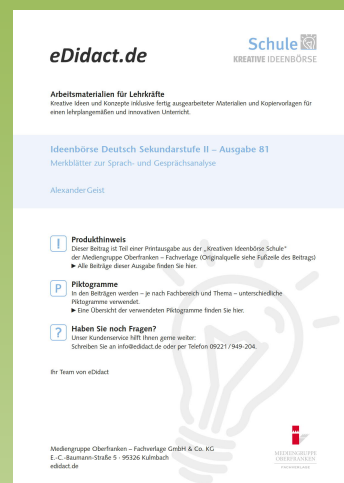 eDidact.de
Schule
KREATIVE IDEENBÖRSE
Arbeitsmaterialien für Lehrkräfte
Kreative Ideen und Konzepte inklusive fertig ausgearbeiteter Materialien und Kopiervorlagen für
einen lehrplangemäßen und innovativen Unterricht.
Ideenbörse Deutsch Sekundarstufe II – Ausgabe 81
Merkblätter zur Sprach- und Gesprächsanalyse
Alexander Geist
I
Produkthinweis
Dieser Beitrag ist Teil einer Printausgabe aus der „Kreativen Ideenbörse Schule“
der Mediengruppe Oberfranken – Fachverlage (Originalquelle siehe Fußzeile des Beitrags)
► Alle Beiträge dieser Ausgabe finden Sie hier.
P
Piktogramme
In den Beiträgen werden – je nach Fachbereich und Thema – unterschiedliche
Piktogramme verwendet.
► Eine Übersicht der verwendeten Piktogramme finden Sie hier.
?
Haben Sie noch Fragen?
Unser Kundenservice hilft Ihnen gerne weiter:
Schreiben Sie an info@edidact.de oder per Telefon 09221/949-204.
Ihr Team von eDidact
Mediengruppe Oberfranken – Fachverlage GmbH & Co. KG
E.-C.-Baumann-Straße 5 · 95326 Kulmbach
edidact.de
MEDIENGRUPPE
OBERFRANKEN
FACHVERLAGE